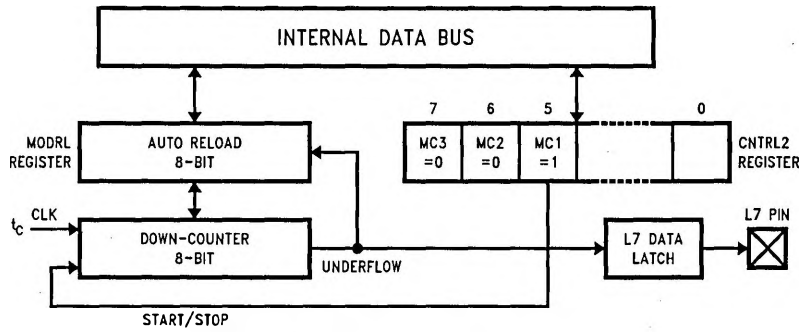 INTERNAL DATA BUS
7 6 5 0
MODRL
REGISTER
AUTO RELOAD
8-BIT
MC3
=0
MC2
=0
MC1
=1
CNTRL2
REGISTER
tC CLK
DOWN-COUNTER
8-BIT
UNDERFLOW
L7 DATA
LATCH
L7 PIN
START/STOP